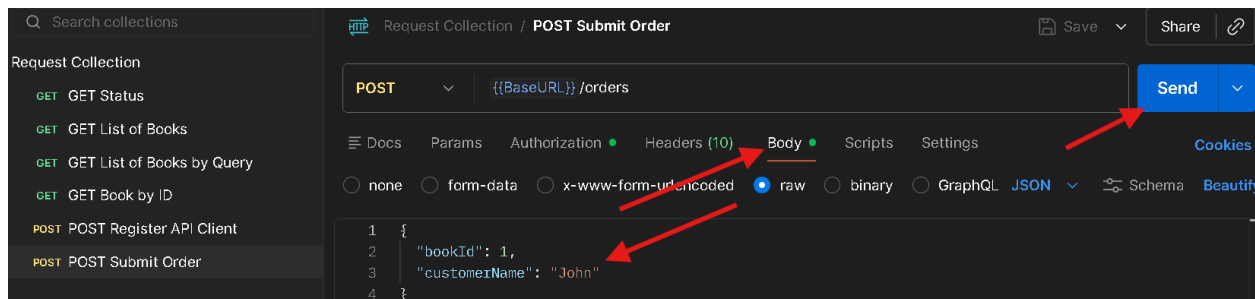 Search collections
HTTP Request Collection / POST Submit Order
Save
Share
Request Collection
GET GET Status
GET GET List of Books
GET GET List of Books by Query
GET GET Book by ID
POST POST Register API Client
POST POST Submit Order
POST {{BaseURL}}/orders
Send
Docs Params Authorization Headers (10) Body Scripts Settings
Cookies
none form-data x-www-form-urlencoded raw binary GraphQL JSON Schema Beautify
1 {
2 "bookId": 1,
3 "customerName": "John"
4 }